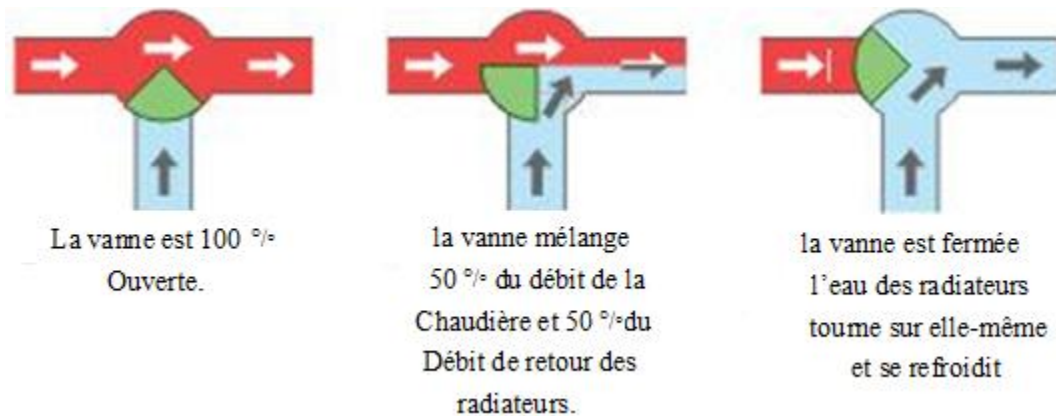 La vanne est 100 °/°
Ouverte.
la vanne mélange
50 °/° du débit de la
Chaudière et 50 °/°du
Débit de retour des
radiateurs.
la vanne est fermée
l'eau des radiateurs
tourne sur elle-même
et se refroidit